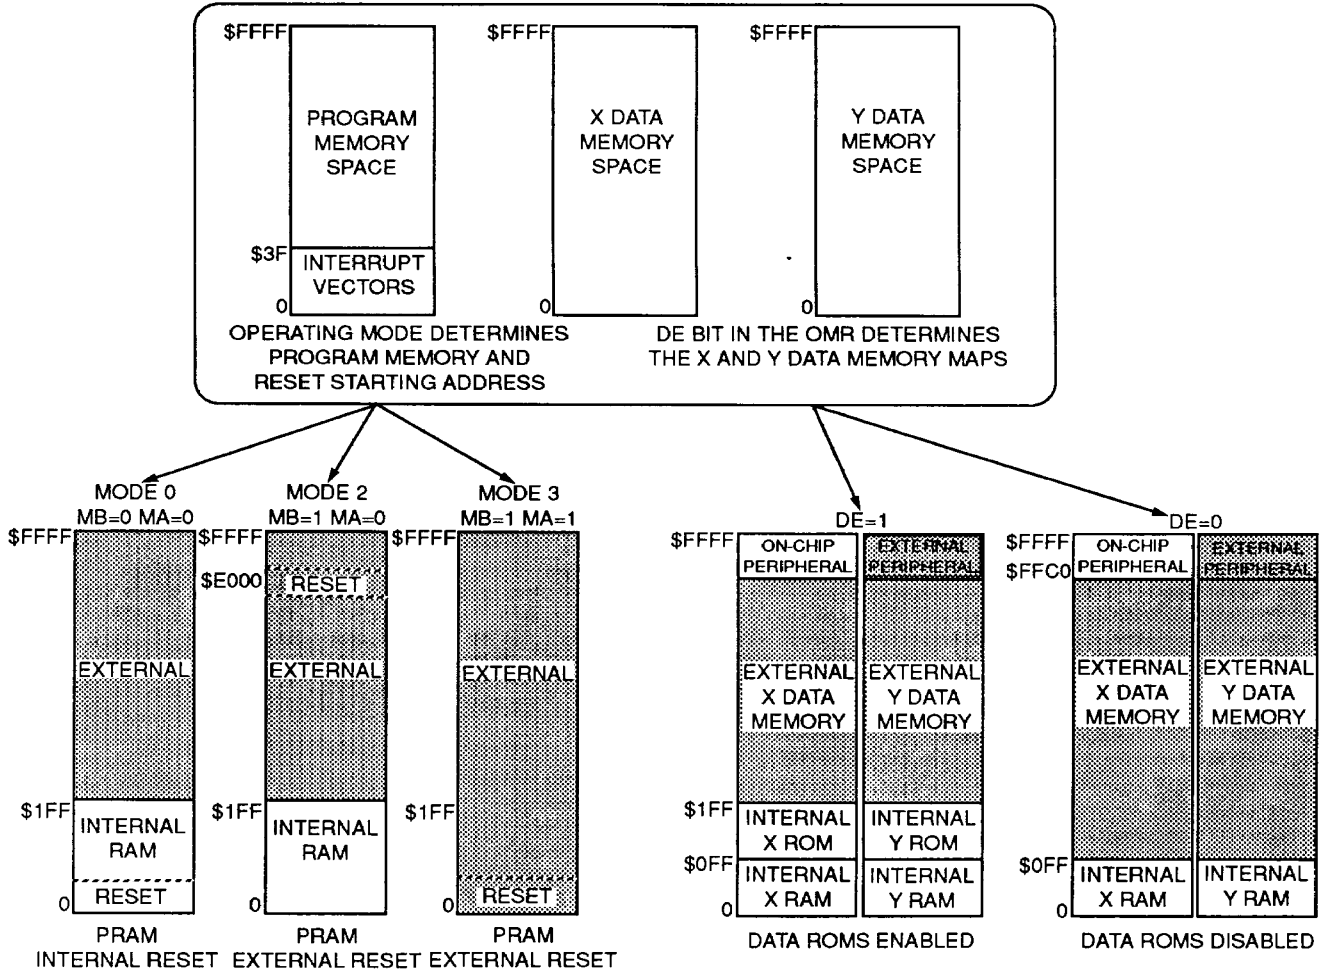 $FFFF
PROGRAM
MEMORY
SPACE
$3F
INTERRUPT
VECTORS
0
$FFFF
X DATA
MEMORY
SPACE
0
$FFFF
Y DATA
MEMORY
SPACE
0
OPERATING MODE DETERMINES
PROGRAM MEMORY AND
RESET STARTING ADDRESS
DE BIT IN THE OMR DETERMINES
THE X AND Y DATA MEMORY MAPS
MODE 0
MB=0 MA=0
$FFFF
EXTERNAL
$1FF
INTERNAL
RAM
RESET
0
PRAM
INTERNAL RESET
MODE 2
MB=1 MA=0
$FFFF
$E000
RESET
EXTERNAL
$1FF
INTERNAL
RAM
0
PRAM
EXTERNAL RESET
MODE 3
MB=1 MA=1
$FFFF
EXTERNAL
$1FF
RESET
0
PRAM
EXTERNAL RESET
DE=1
$FFFF
ON-CHIP
PERIPHERAL
EXTERNAL
PERIPHERAL
EXTERNAL
X DATA
MEMORY
EXTERNAL
Y DATA
MEMORY
$1FF
INTERNAL
X ROM
INTERNAL
Y ROM
$0FF
INTERNAL
X RAM
INTERNAL
Y RAM
0
DATA ROMS ENABLED
DE=0
$FFFF
$FFC0
ON-CHIP
PERIPHERAL
EXTERNAL
PERIPHERAL
EXTERNAL
X DATA
MEMORY
EXTERNAL
Y DATA
MEMORY
$0FF
INTERNAL
X RAM
INTERNAL
Y RAM
0
DATA ROMS DISABLED